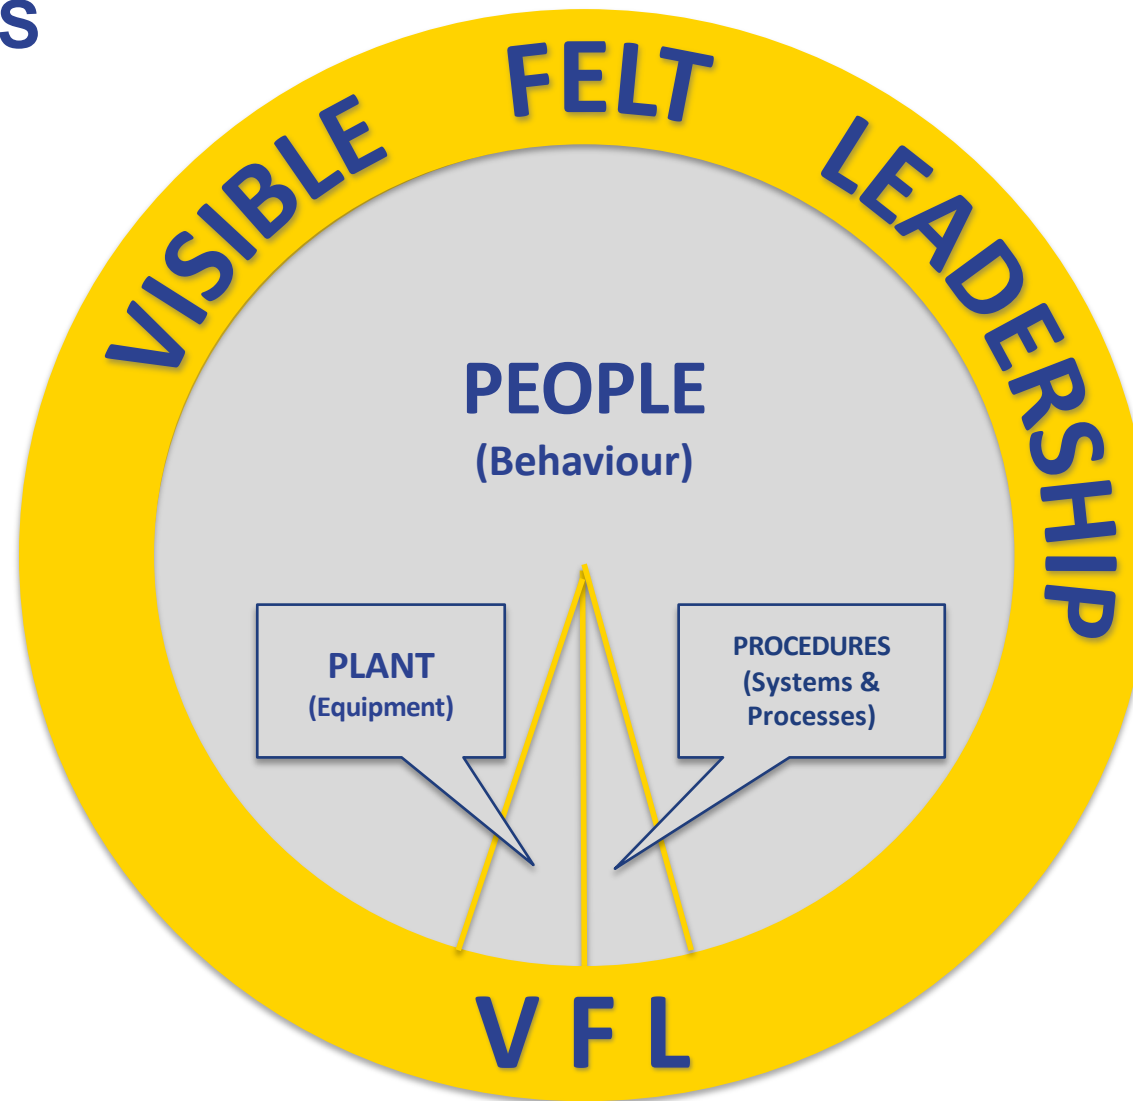 S
VISIBLE FELT LEADERSHIP
PEOPLE
(Behaviour)
PLANT
(Equipment)
PROCEDURES
(Systems &
Processes)
V F L